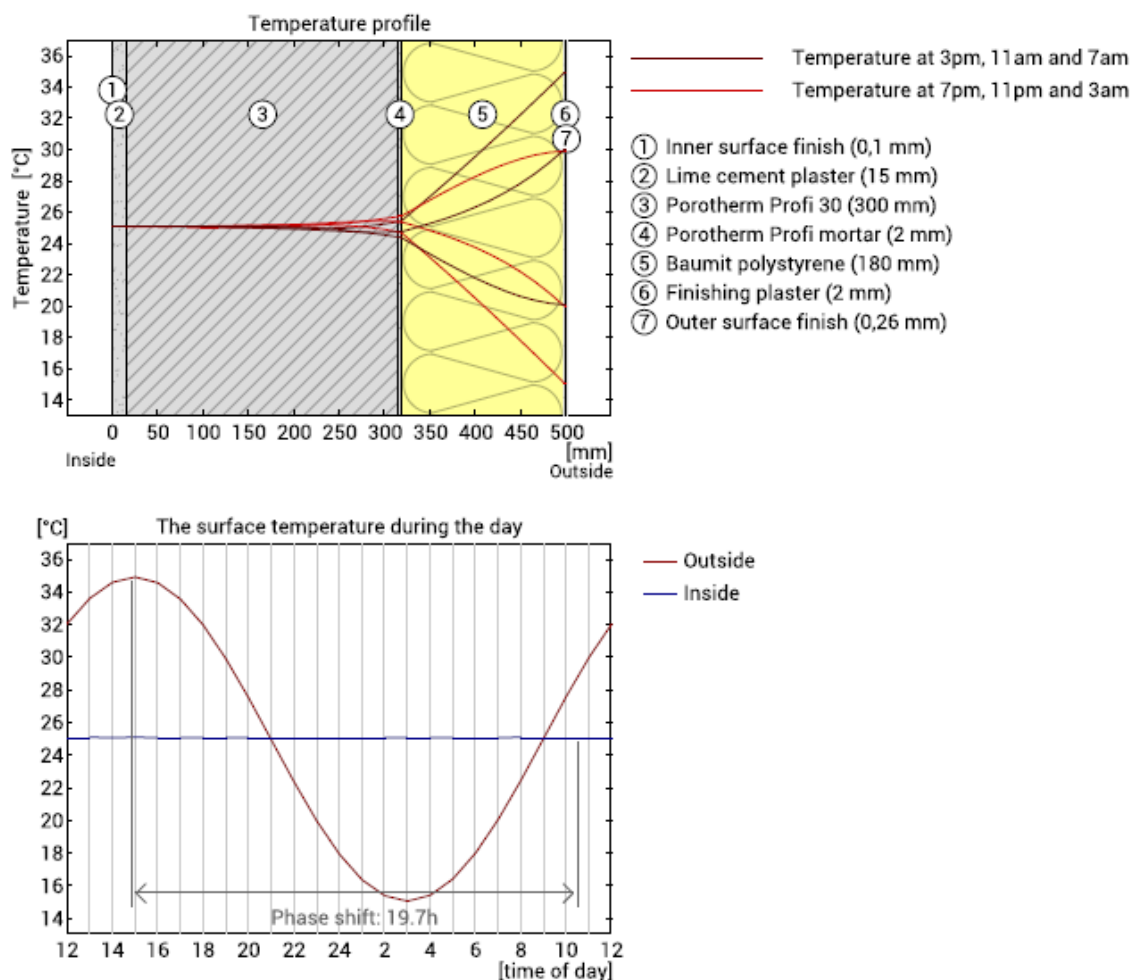 Temperature profile
Temperature [°C]
36
34
32
30
28
26
24
22
20
18
16
14
1
2
3
4
5
6
7
0 50 100 150 200 250 300 350 400 450 500
[mm]
Inside
Outside
Temperature at 3pm, 11am and 7am
Temperature at 7pm, 11pm and 3am
1 Inner surface finish (0,1 mm)
2 Lime cement plaster (15 mm)
3 Porotherm Profi 30 (300 mm)
4 Porotherm Profi mortar (2 mm)
5 Baumit polystyrene (180 mm)
6 Finishing plaster (2 mm)
7 Outer surface finish (0,26 mm)
[°C]
The surface temperature during the day
36
34
32
30
28
26
24
22
20
18
16
14
Phase shift: 19.7h
12 14 16 18 20 22 24 2 4 6 8 10 12
[time of day]
Outside
Inside